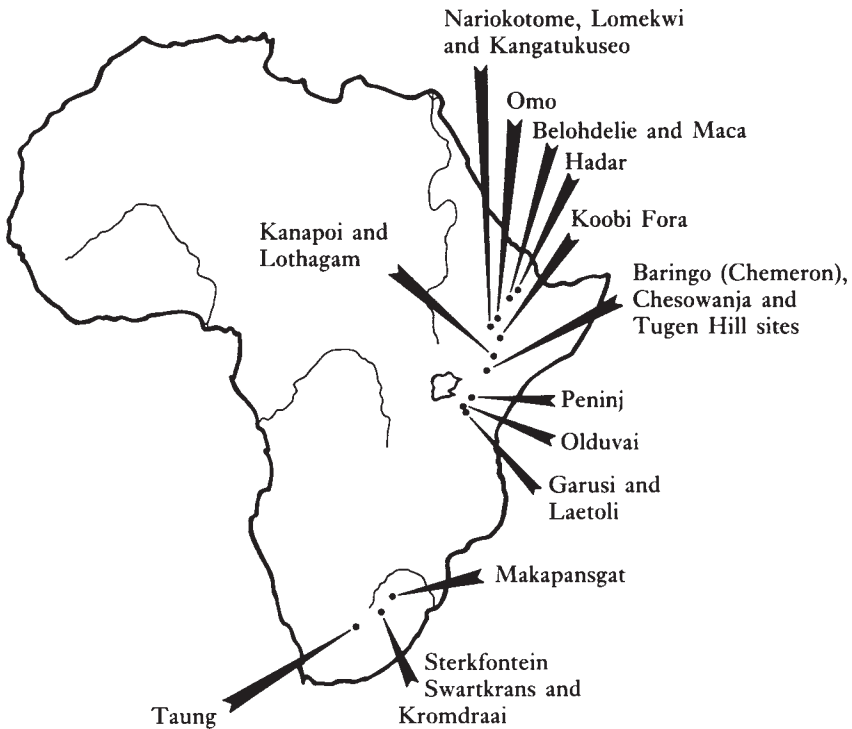 Nariokotome, Lomekwi
and Kangatukuseo
Omo
Belohdelie and Maca
Hadar
Koobi Fora
Kanapoi and
Lothagam
Baringo (Chemeron),
Chesowanja and
Tugen Hill sites
Peninj
Olduvai
Garusi and
Laetoli
Makapansgat
Sterkfontein
Swartkrans and
Kromdraai
Taung